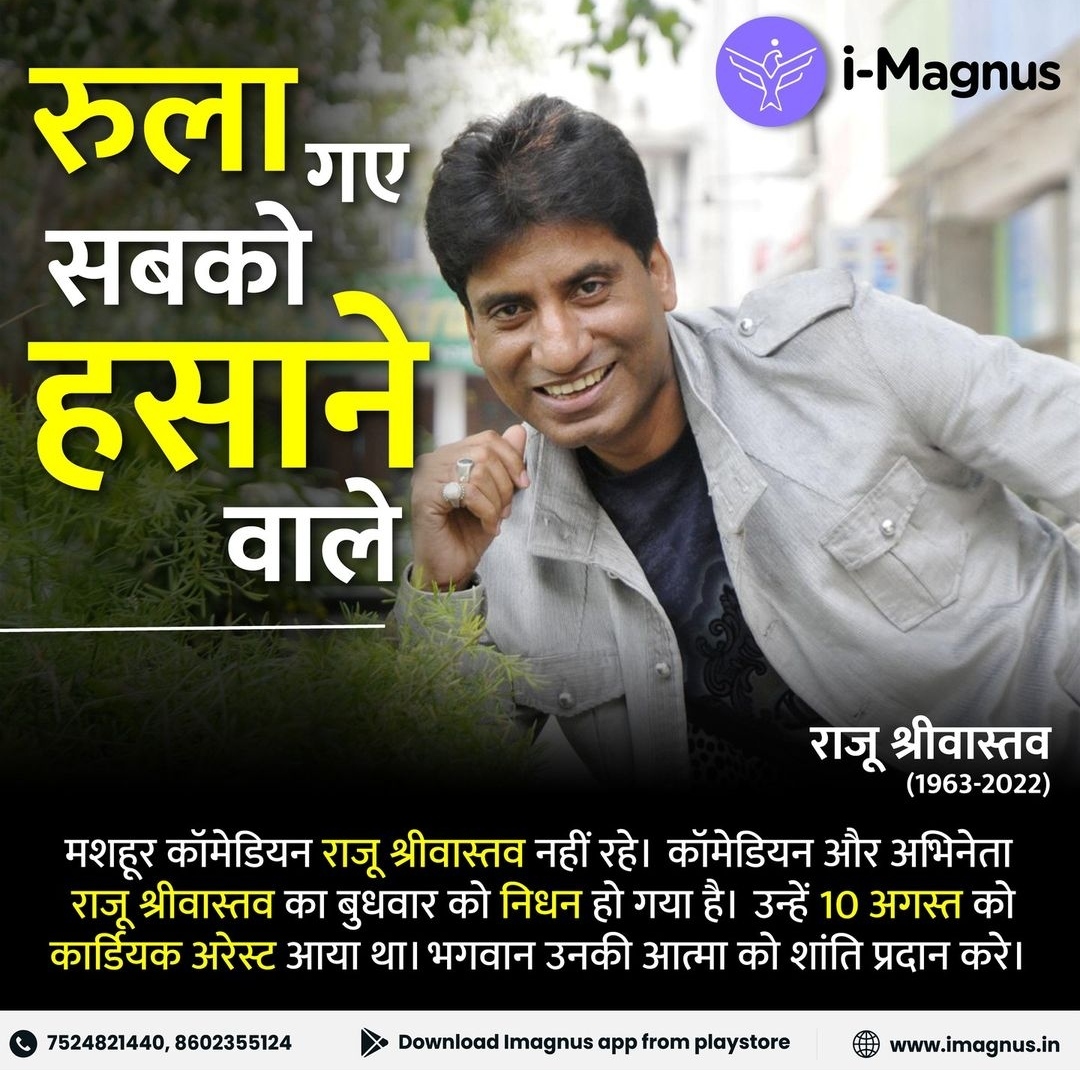 i-Magnus
रुला गए
सबको
हसाने
वाले
राजू श्रीवास्तव
(1963-2022)
मशहूर कॉमेडियन राजू श्रीवास्तव नहीं रहे। कॉमेडियन और अभिनेता
राजू श्रीवास्तव का बुधवार को निधन हो गया है। उन्हें 10 अगस्त को
कार्डियक अरेस्ट आया था। भगवान उनकी आत्मा को शांति प्रदान करे।
7524821440, 8602355124
Download Imagnus app from playstore
www.imagnus.in